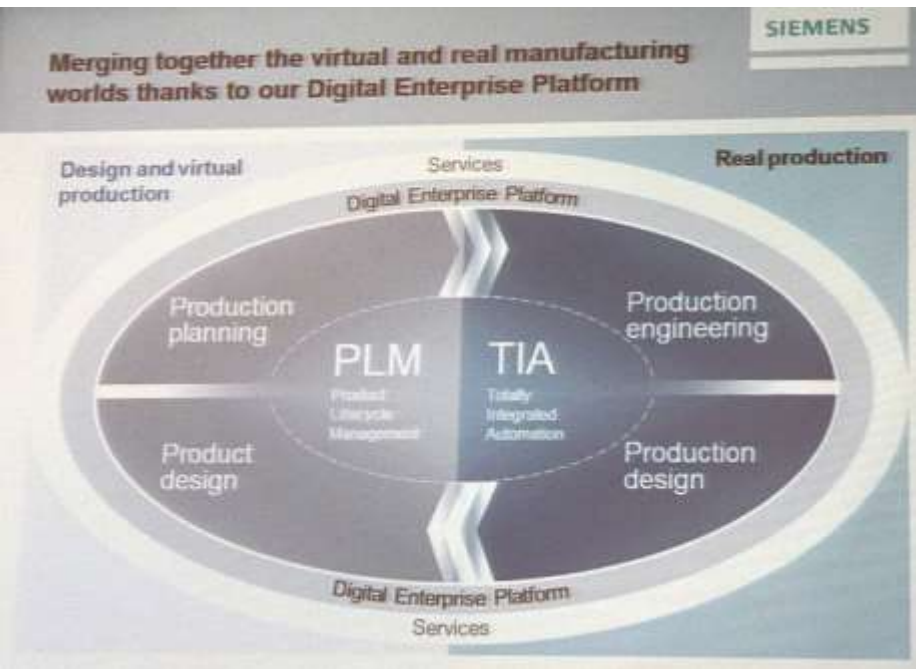 SIEMENS
Merging together the virtual and real manufacturing
worlds thanks to our Digital Enterprise Platform
Design and virtual
production
Real production
Services
Digital Enterprise Platform
Production
planning
Production
engineering
PLM
Product
Lifecycle
Management
TIA
Totally
Integrated
Automation
Product
design
Production
design
Digital Enterprise Platform
Services